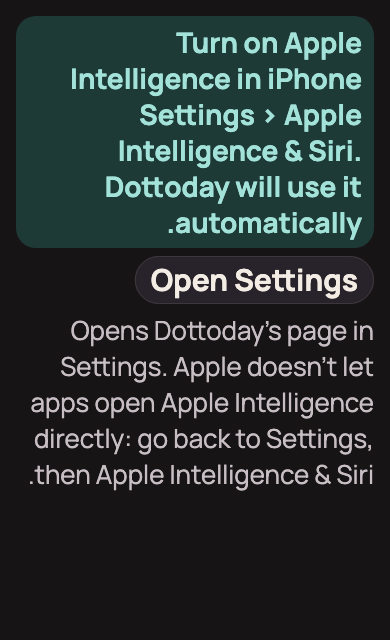 Turn on Apple
Intelligence in iPhone
Settings > Apple
Intelligence & Siri.
Dottoday will use it
.automatically
Open Settings
Opens Dottoday's page in
Settings. Apple doesn't let
apps open Apple Intelligence
directly: go back to Settings,
.then Apple Intelligence & Siri